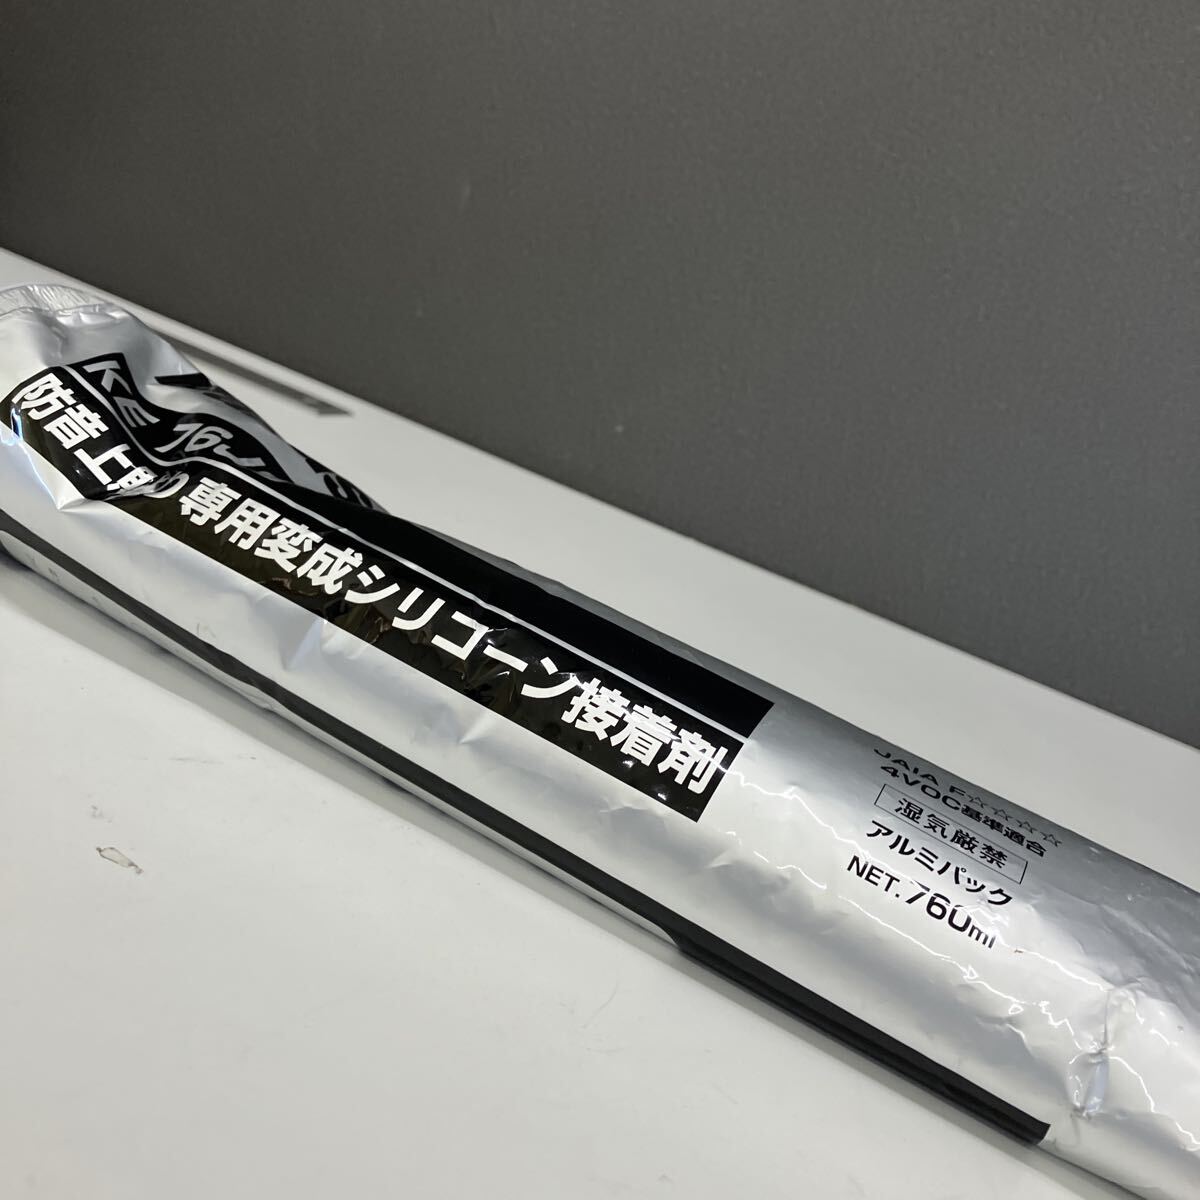 防音上貼り専用変成シリコーン接着剤
JAIA F☆☆☆☆
4VOC基準適合
湿気厳禁
アルミパック
NET. 760ml